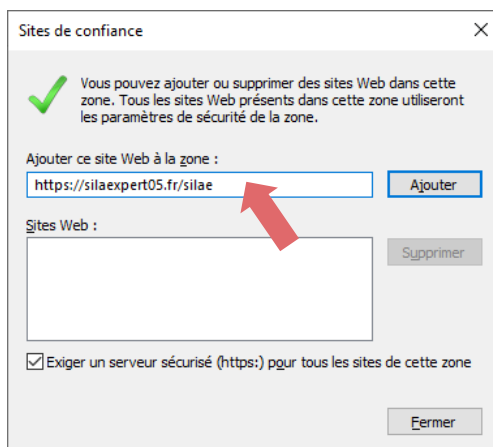 Sites de confiance
Vous pouvez ajouter ou supprimer des sites Web dans cette
zone. Tous les sites Web présents dans cette zone utiliseront
les paramètres de sécurité de la zone.
Ajouter ce site Web à la zone :
https://silaexpert05.fr/silae
Ajouter
Sites Web :
Supprimer
Exiger un serveur sécurisé (https:) pour tous les sites de cette zone
Fermer